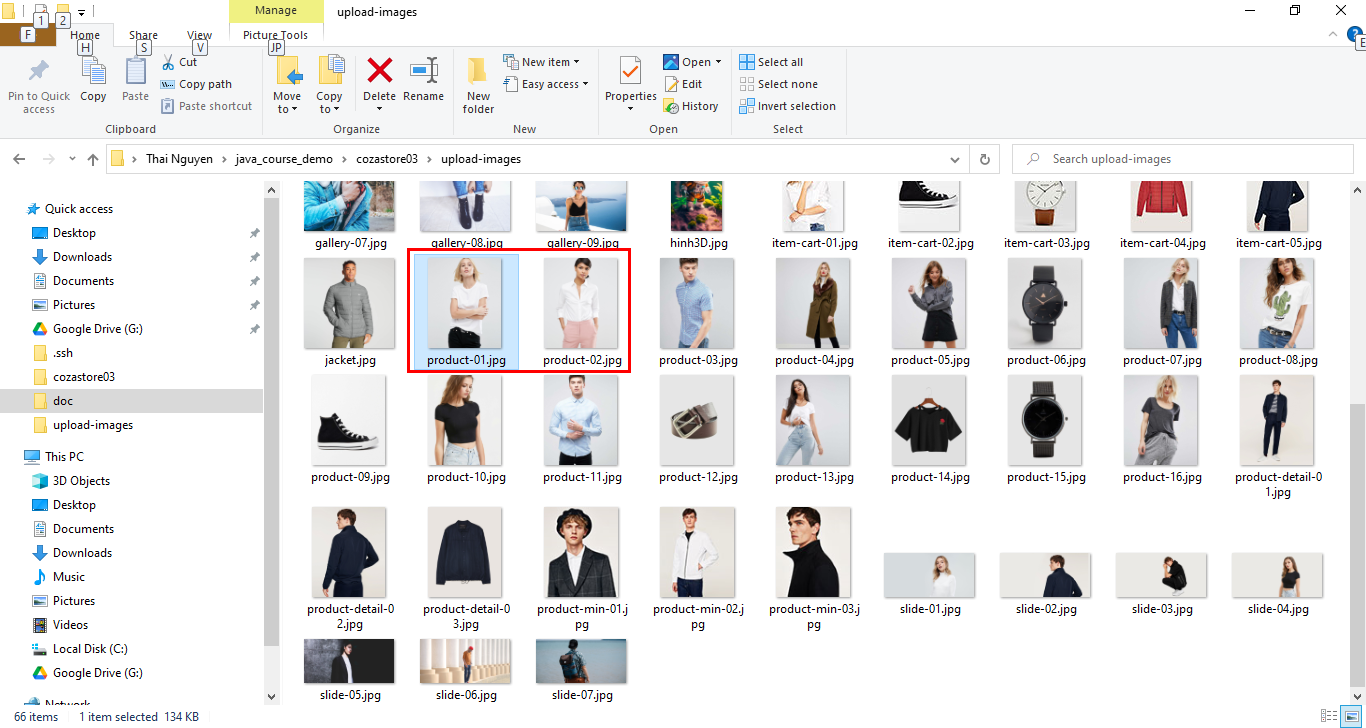 Manage
upload-images
1
2
F
Home
Share
View
Picture Tools
H
S
V
JP
E
Pin to Quick access
Copy
Paste
Cut
Copy path
Paste shortcut
Clipboard
Move to
Copy to
Delete
Rename
Organize
New folder
New item
Easy access
New
Properties
Open
Edit
History
Open
Select all
Select none
Invert selection
Select
Thai Nguyen
java_course_demo
cozastore03
upload-images
Search upload-images
Quick access
Desktop
Downloads
Documents
Pictures
Google Drive (G:)
.ssh
cozastore03
doc
upload-images
This PC
3D Objects
Desktop
Documents
Downloads
Music
Pictures
Videos
Local Disk (C:)
Google Drive (G:)
Network
gallery-07.jpg
gallery-08.jpg
gallery-09.jpg
hinh3D.jpg
item-cart-01.jpg
item-cart-02.jpg
item-cart-03.jpg
item-cart-04.jpg
item-cart-05.jpg
jacket.jpg
product-01.jpg
product-02.jpg
product-03.jpg
product-04.jpg
product-05.jpg
product-06.jpg
product-07.jpg
product-08.jpg
product-09.jpg
product-10.jpg
product-11.jpg
product-12.jpg
product-13.jpg
product-14.jpg
product-15.jpg
product-16.jpg
product-detail-0
1.jpg
product-detail-0
2.jpg
product-detail-0
3.jpg
product-min-01.j
pg
product-min-02.j
pg
product-min-03.j
pg
slide-01.jpg
slide-02.jpg
slide-03.jpg
slide-04.jpg
slide-05.jpg
slide-06.jpg
slide-07.jpg
66 items
1 item selected 134 KB